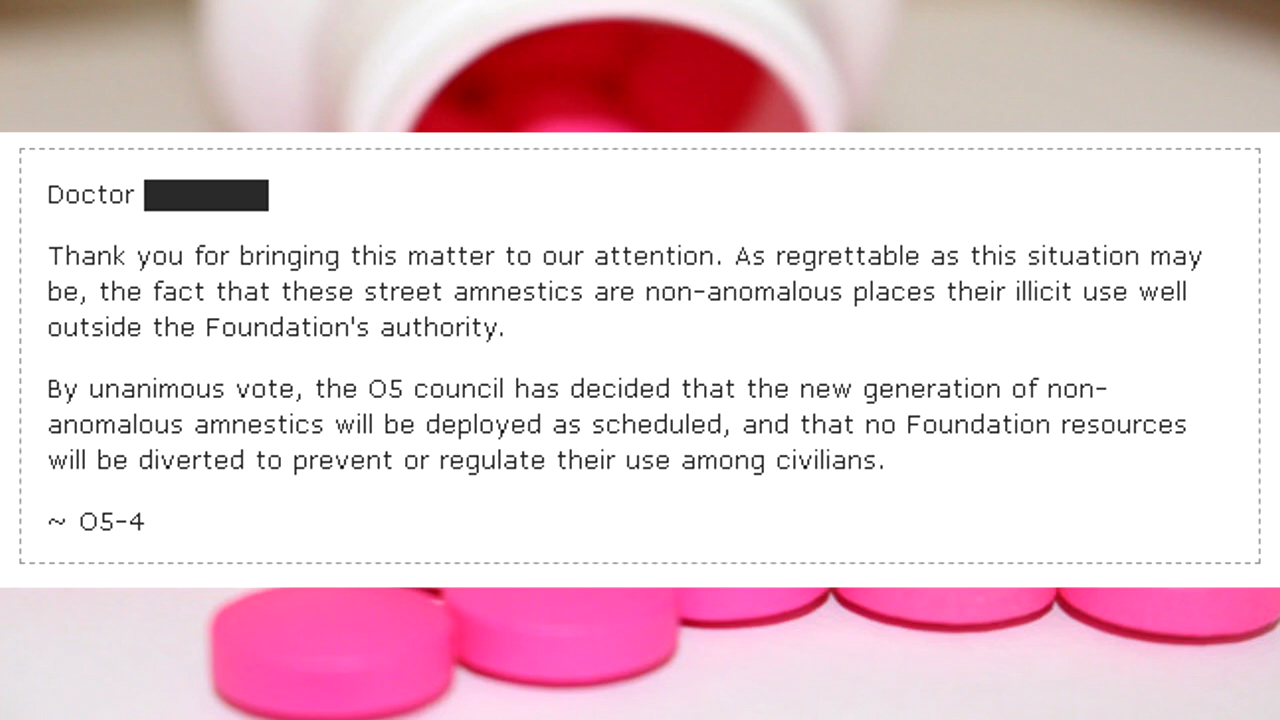 Doctor
Thank you for bringing this matter to our attention. As regrettable as this situation may
be, the fact that these street amnestics are non-anomalous places their illicit use well
outside the Foundation's authority.
By unanimous vote, the O5 council has decided that the new generation of non-
anomalous amnestics will be deployed as scheduled, and that no Foundation resources
will be diverted to prevent or regulate their use among civilians.
~ O5-4